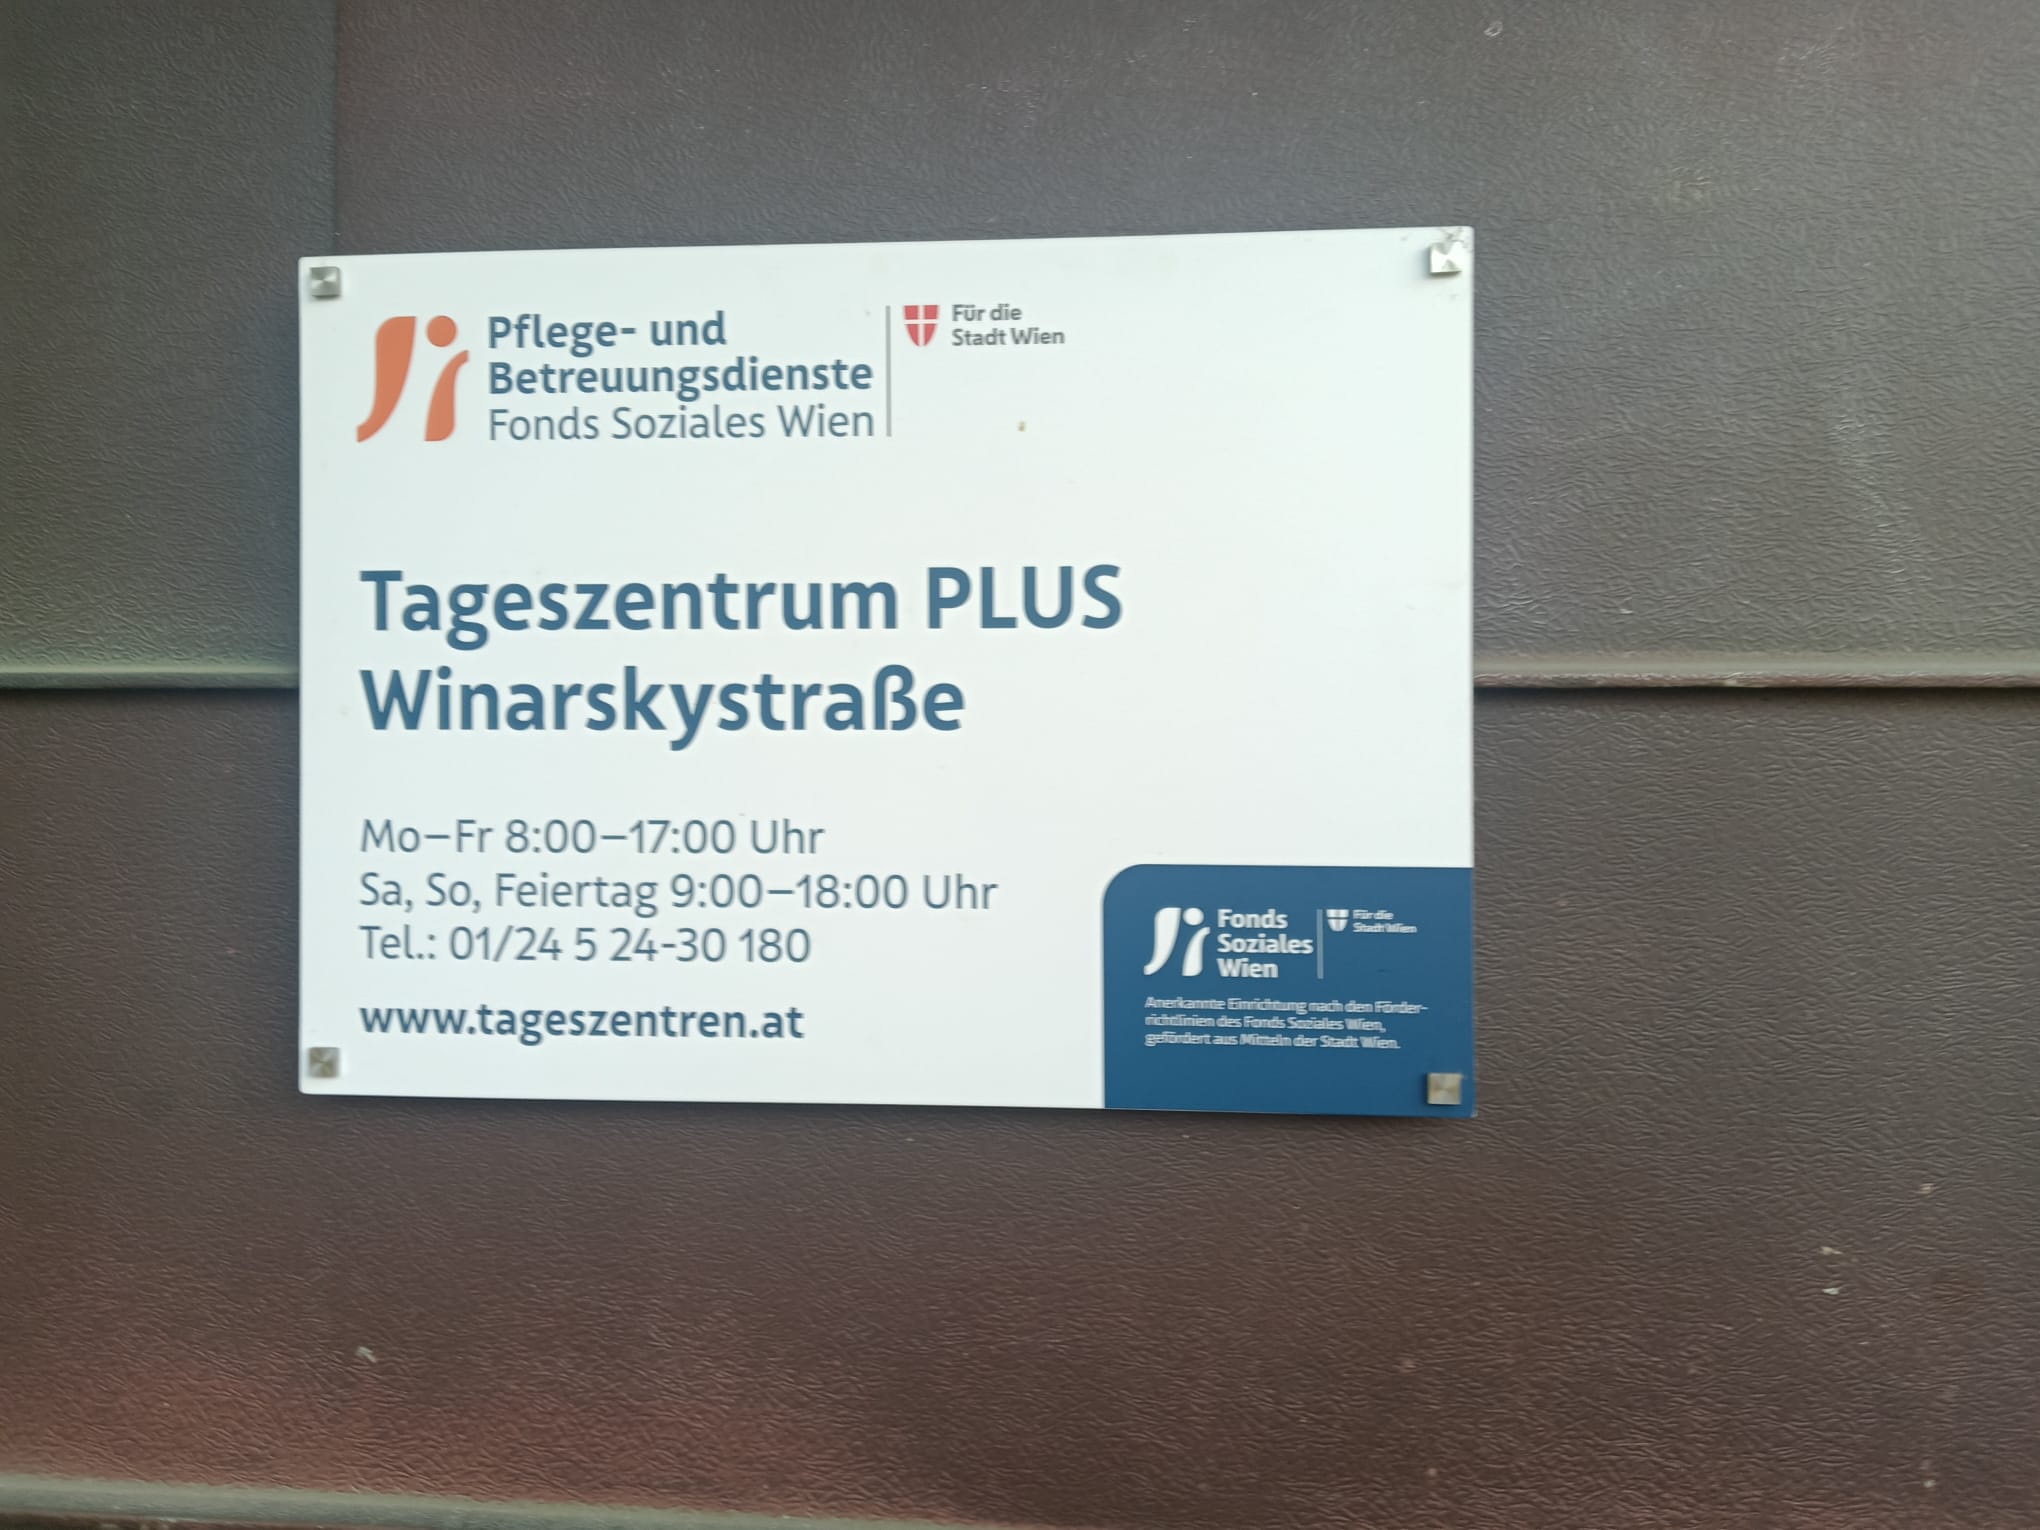 Pflege- und
Betreuungsdienste
Fonds Soziales Wien
Für die
Stadt Wien
Tageszentrum PLUS
Winarskystraße
Mo–Fr 8:00–17:00 Uhr
Sa, So, Feiertag 9:00–18:00 Uhr
Tel.: 01/24 5 24-30 180
www.tageszentren.at
Fonds
Soziales
Wien
Für die
Stadt Wien
Anerkannte Einrichtung nach den Förder-
richtlinien des Fonds Soziales Wien,
gefördert aus Mitteln der Stadt Wien.